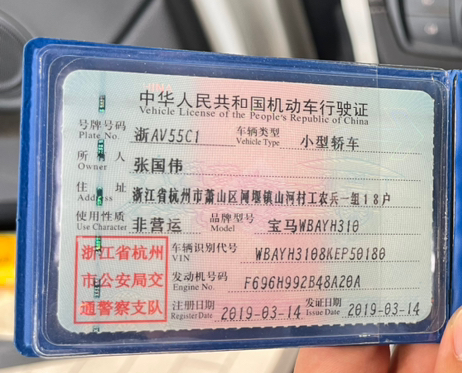 中华人民共和国机动车行驶证
Vehicle License of the People's Republic of China
号牌号码 浙AV55C1 车辆类型 小型轿车
Plate No. Vehicle Type
所有人 张国伟
Owner
住址 浙江省杭州市萧山区闻堰镇山河村工农兵一组18户
Address
使用性质 非营运 品牌型号 宝马WBAYH310
Use Character Model
浙江省杭州
市公安局交
通警察支队
车辆识别代号 WBAYH3108KEP50180
VIN
发动机号码 F696H992B48A20A
Engine No.
注册日期 2019-03-14 发证日期 2019-03-14
Register Date Issue Date